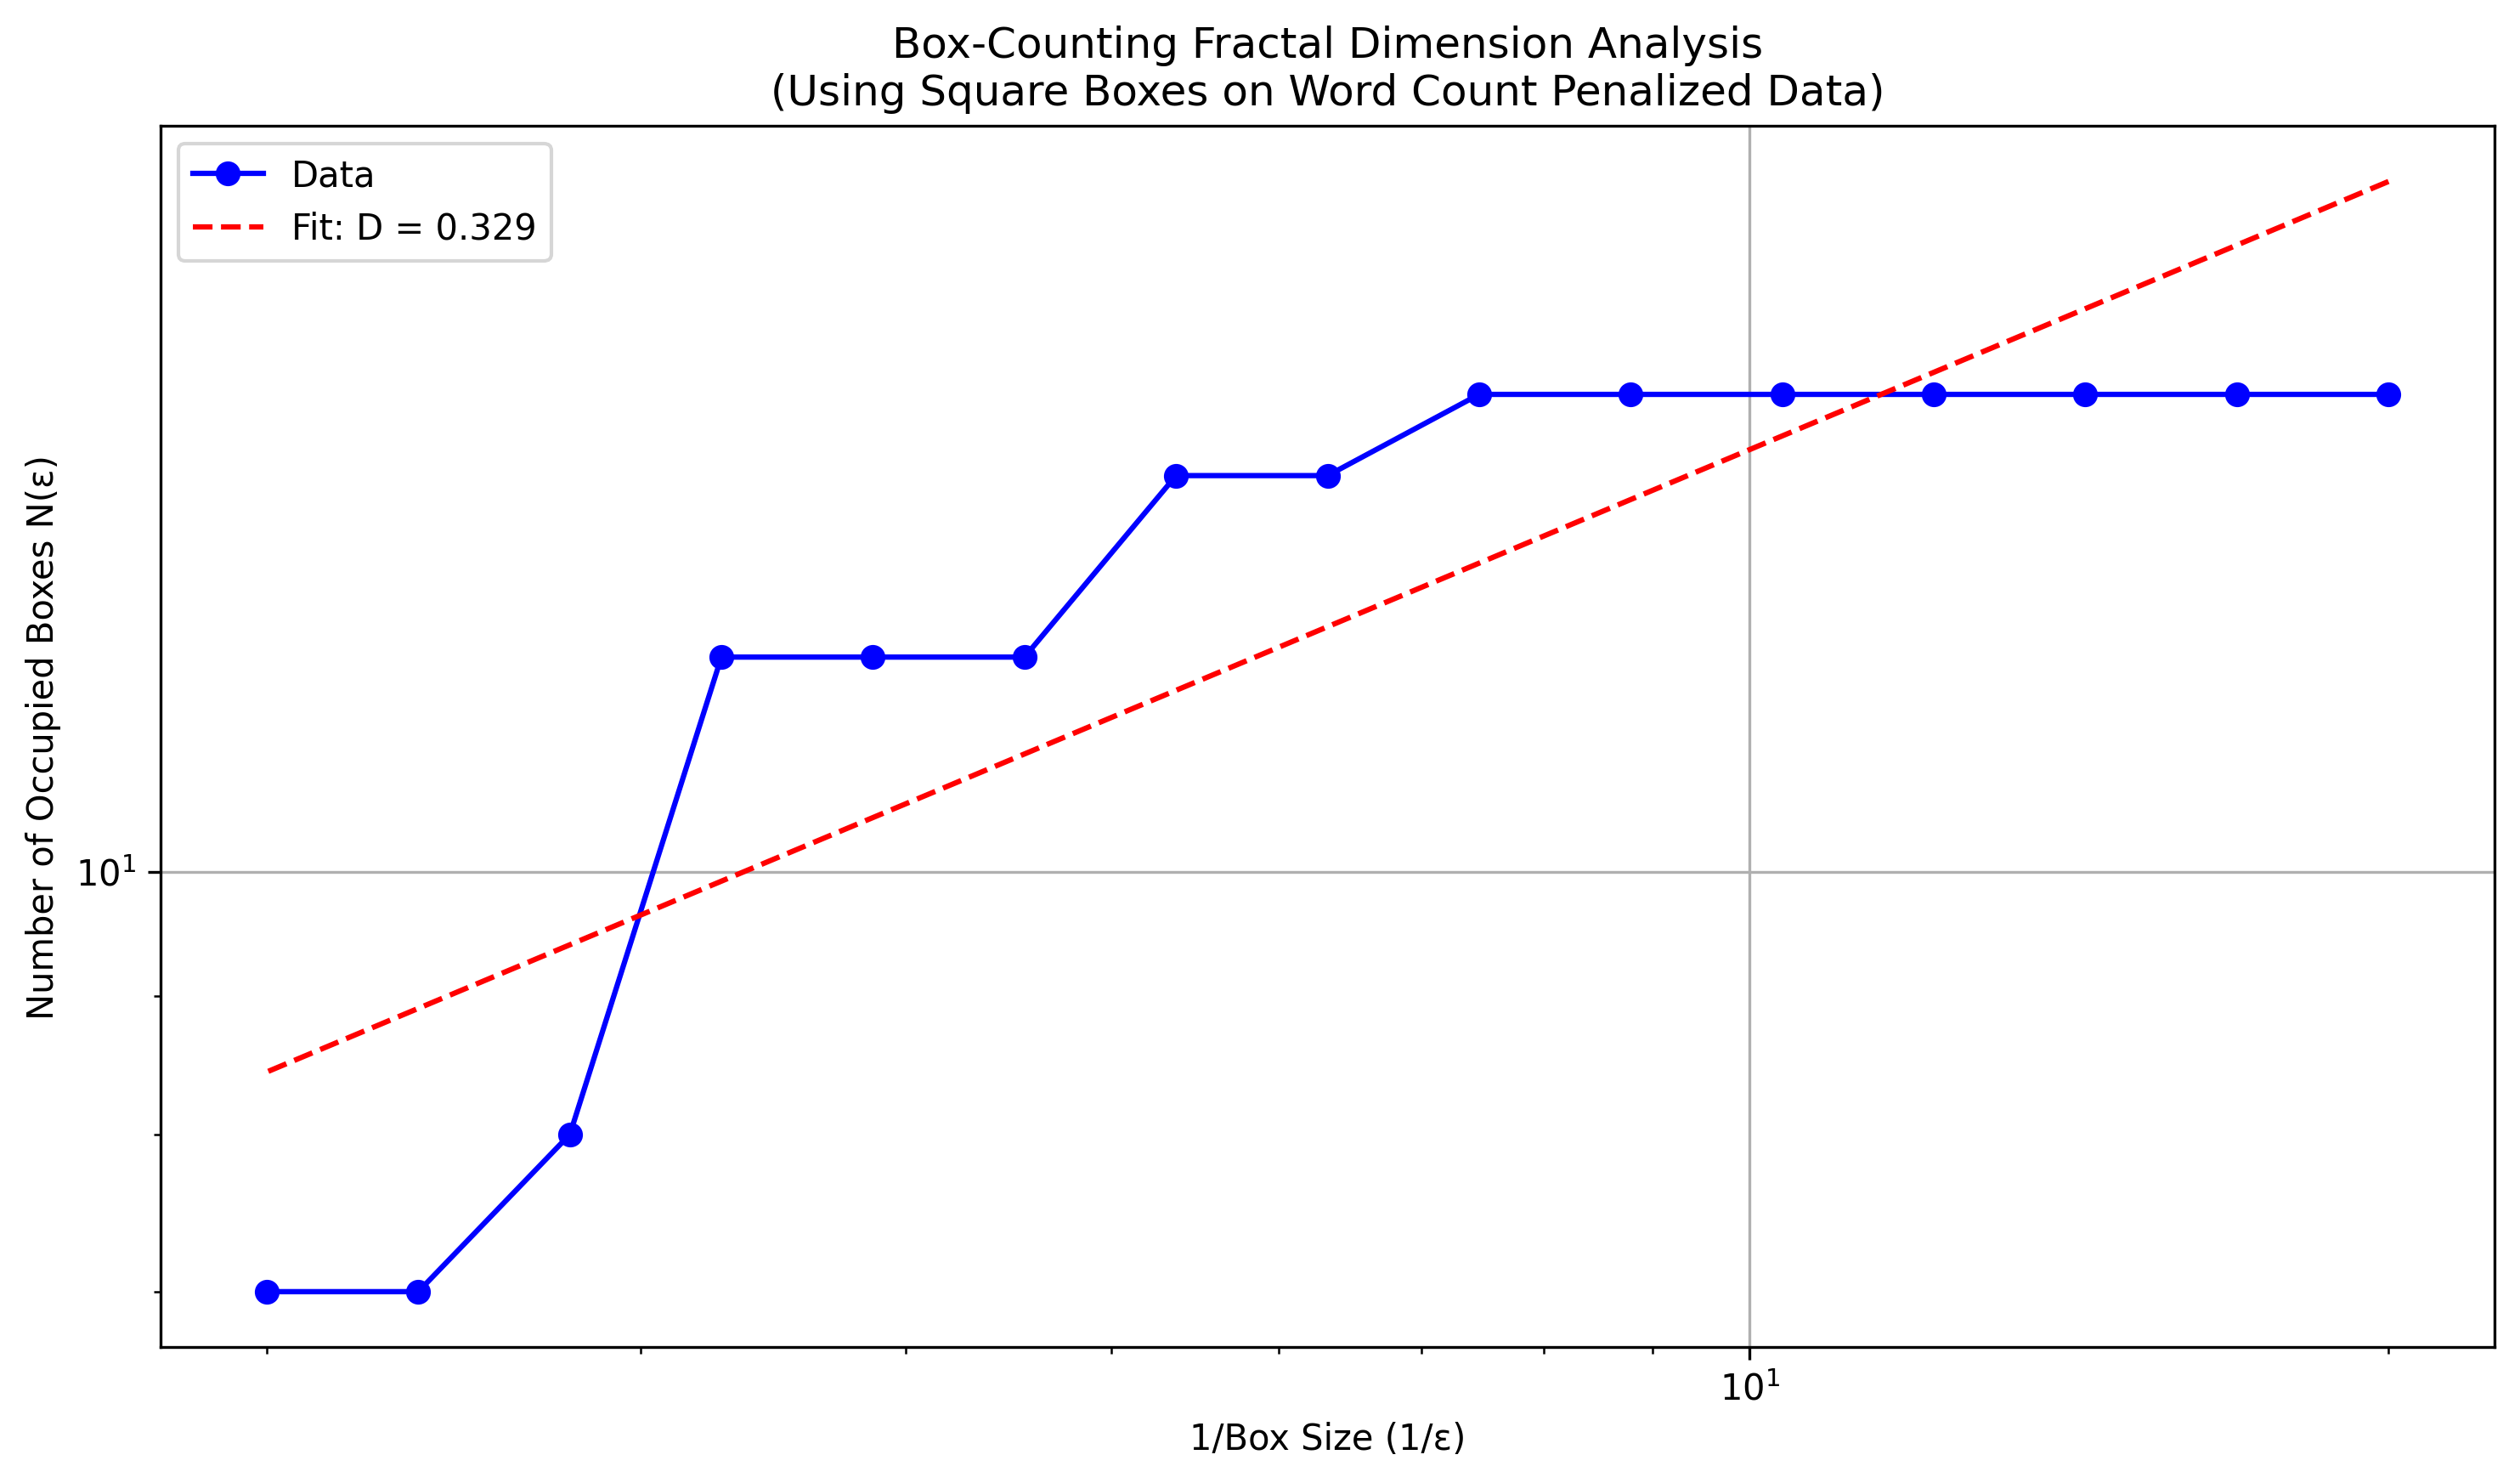 Box-Counting Fractal Dimension Analysis
(Using Square Boxes on Word Count Penalized Data)
Data
Fit: D = 0.329
Number of Occupied Boxes N(ε)
10¹
10¹
1/Box Size (1/ε)